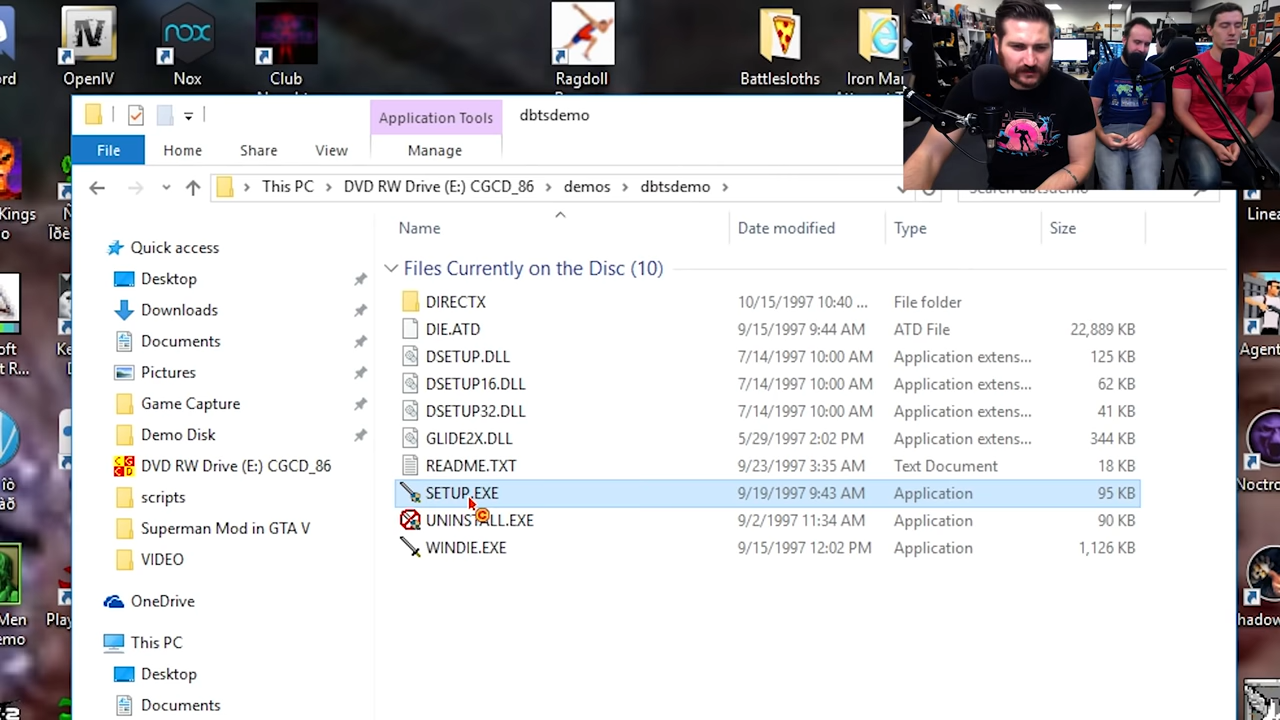 OpenIV
Nox
Club
Ragdoll
Battlesloths
Iron Ma
Application Tools
dbtsdemo
File
Home
Share
View
Manage
This PC
DVD RW Drive (E:) CGCD_86
demos
dbtsdemo
Search dbtsdemo
Name
Date modified
Type
Size
Quick access
Desktop
Downloads
Documents
Pictures
Game Capture
Demo Disk
DVD RW Drive (E:) CGCD_86
scripts
Superman Mod in GTA V
VIDEO
OneDrive
This PC
Desktop
Documents
Files Currently on the Disc (10)
DIRECTX 10/15/1997 10:40 ... File folder
DIE.ATD 9/15/1997 9:44 AM ATD File 22,889 KB
DSETUP.DLL 7/14/1997 10:00 AM Application extens... 125 KB
DSETUP16.DLL 7/14/1997 10:00 AM Application extens... 62 KB
DSETUP32.DLL 7/14/1997 10:00 AM Application extens... 41 KB
GLIDE2X.DLL 5/29/1997 2:02 PM Application extens... 344 KB
README.TXT 9/23/1997 3:35 AM Text Document 18 KB
SETUP.EXE 9/19/1997 9:43 AM Application 95 KB
UNINSTALL.EXE 9/2/1997 11:34 AM Application 90 KB
WINDIE.EXE 9/15/1997 12:02 PM Application 1,126 KB
Kings
Men
Play
Linea
Agent
Noctro
hadow